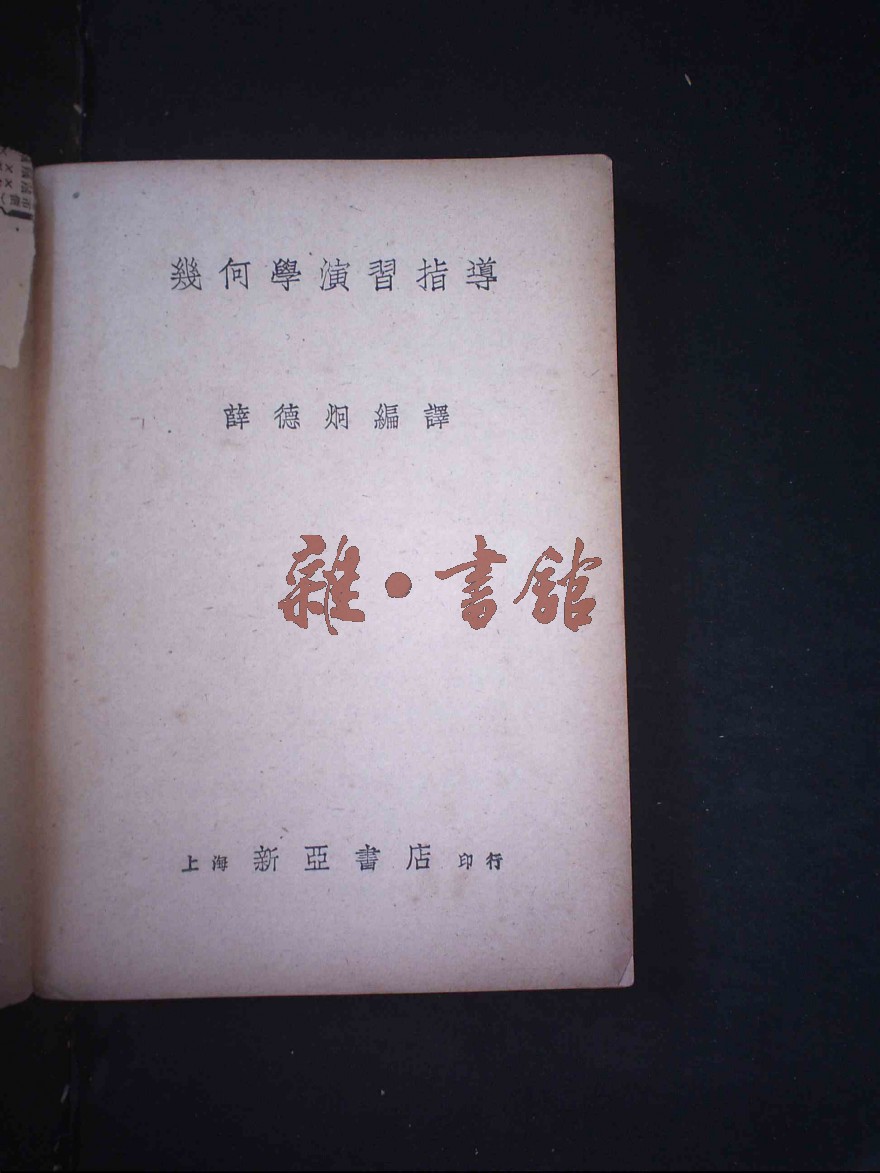 幾何學演習指導
薛德炯編譯
雜·書館
上海 新亞書店 印行